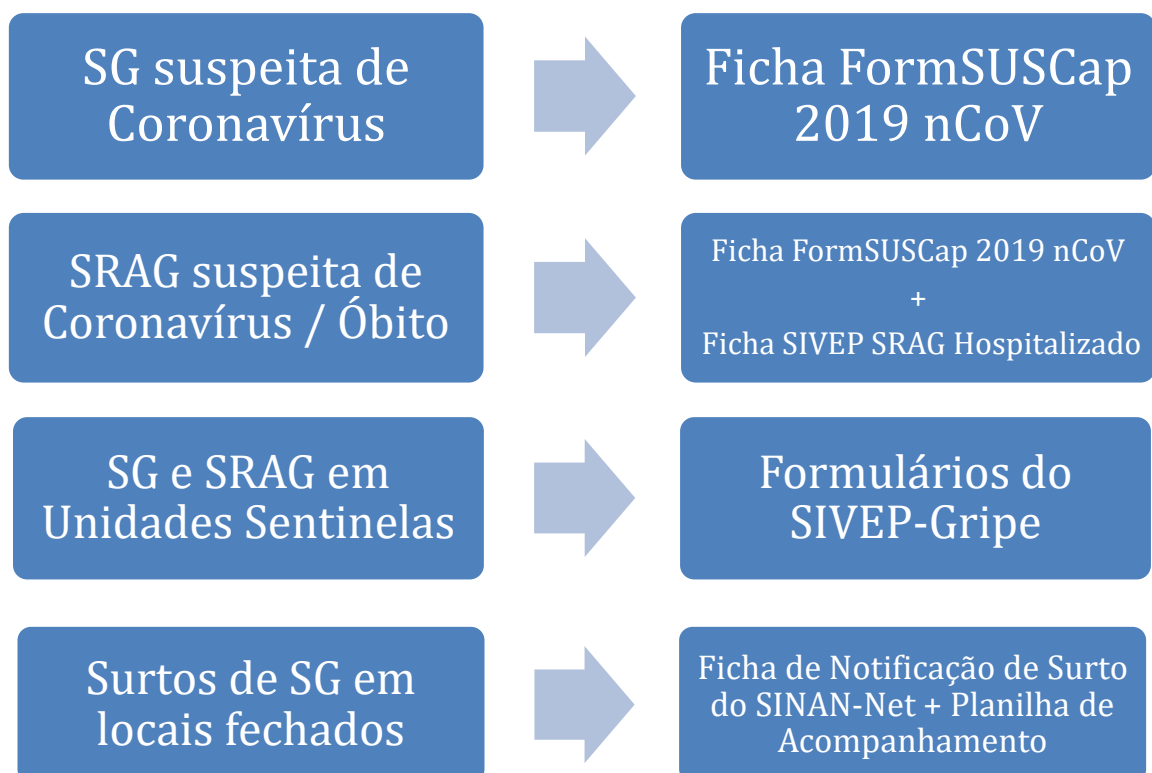 SG suspeita de
Coronavírus
Ficha FormSUSCap
2019 nCoV
SRAG suspeita de
Coronavírus / Óbito
Ficha FormSUSCap 2019 nCoV
+
Ficha SIVEP SRAG Hospitalizado
SG e SRAG em
Unidades Sentinelas
Formulários do
SIVEP-Gripe
Surtos de SG em
locais fechados
Ficha de Notificação de Surto
do SINAN-Net + Planilha de
Acompanhamento